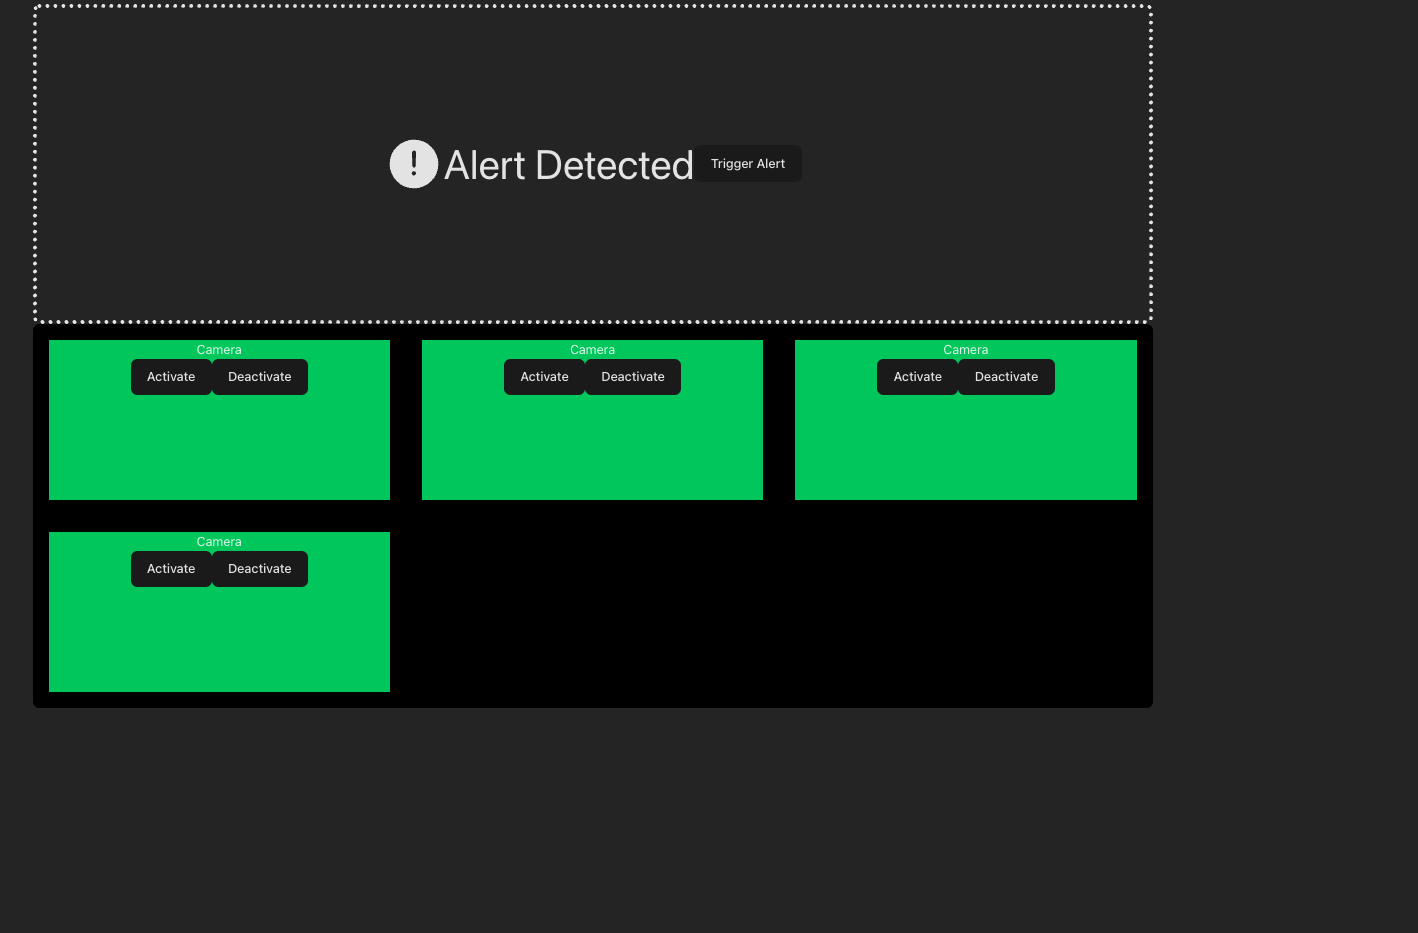 ! Alert Detected Trigger Alert
Camera Camera Camera
Activate Deactivate Activate Deactivate Activate Deactivate
Camera
Activate Deactivate